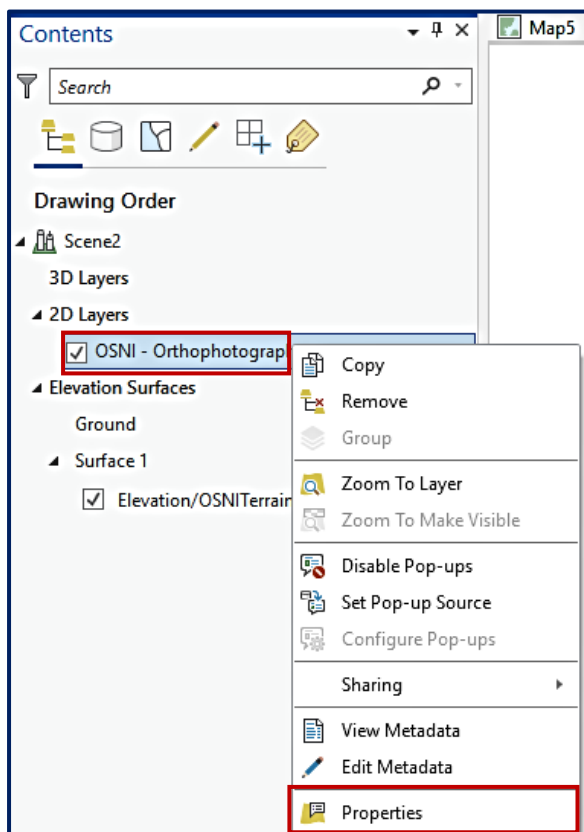 Contents
Map5
Search
Drawing Order
Scene2
3D Layers
2D Layers
OSNI - Orthophotograp
Copy
Elevation Surfaces
Remove
Ground
Group
Surface 1
Zoom To Layer
Elevation/OSNITerrain
Zoom To Make Visible
Disable Pop-ups
Set Pop-up Source
Configure Pop-ups
Sharing
View Metadata
Edit Metadata
Properties